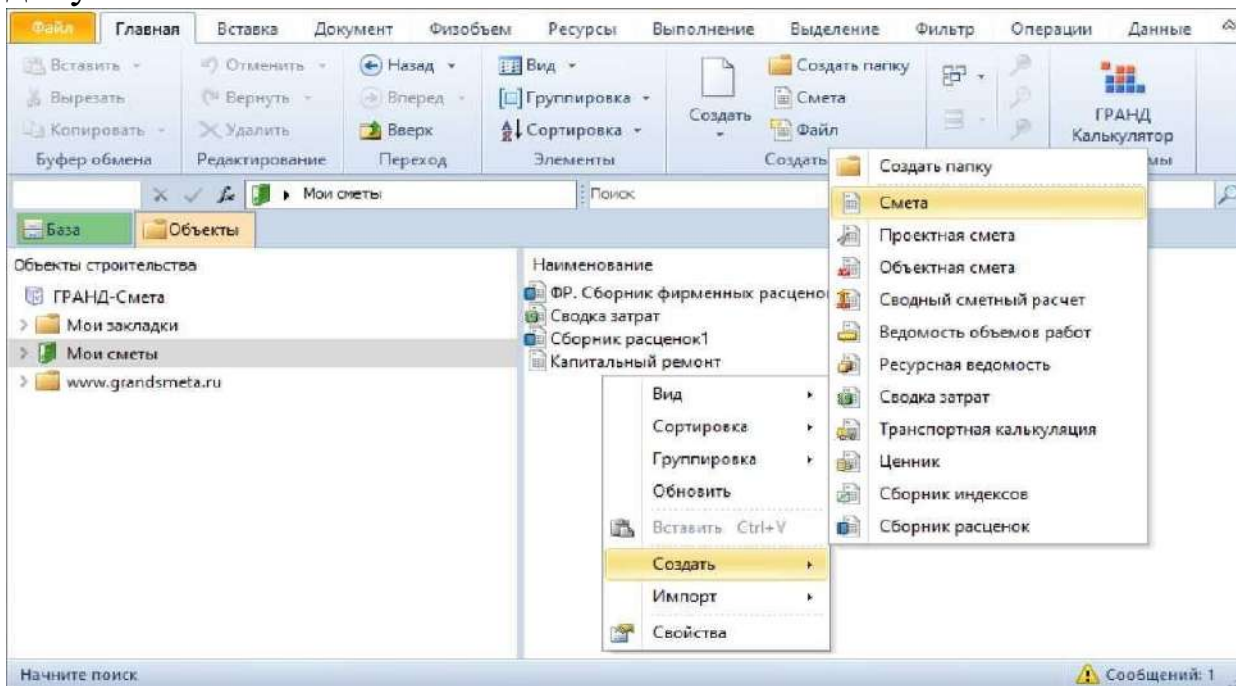 Файл Главная Вставка Документ Физобъем Ресурсы Выполнение Выделение Фильтр Операции Данные
Вставить Отменить Назад Вид Создать папку
Вырезать Вернуть Вперед Группировка Создать Смета ГРАНД
Копировать Удалить Вверх Сортировка Файл Калькулятор
Буфер обмена Редактирование Переход Элементы Создать мы
fx Мои сметы Поиск
База Объекты
Объекты строительства
ГРАНД-Смета
Мои закладки
Мои сметы
www.grandsmeta.ru
Наименование
ФР. Сборник фирменных расцено
Сводка затрат
Сборник расценок1
Капитальный ремонт
Вид
Сортировка
Группировка
Обновить
Вставить Ctrl+V
Создать
Импорт
Свойства
Создать папку
Смета
Проектная смета
Объектная смета
Сводный сметный расчет
Ведомость объемов работ
Ресурсная ведомость
Сводка затрат
Транспортная калькуляция
Ценник
Сборник индексов
Сборник расценок
Начните поиск Сообщений: 1